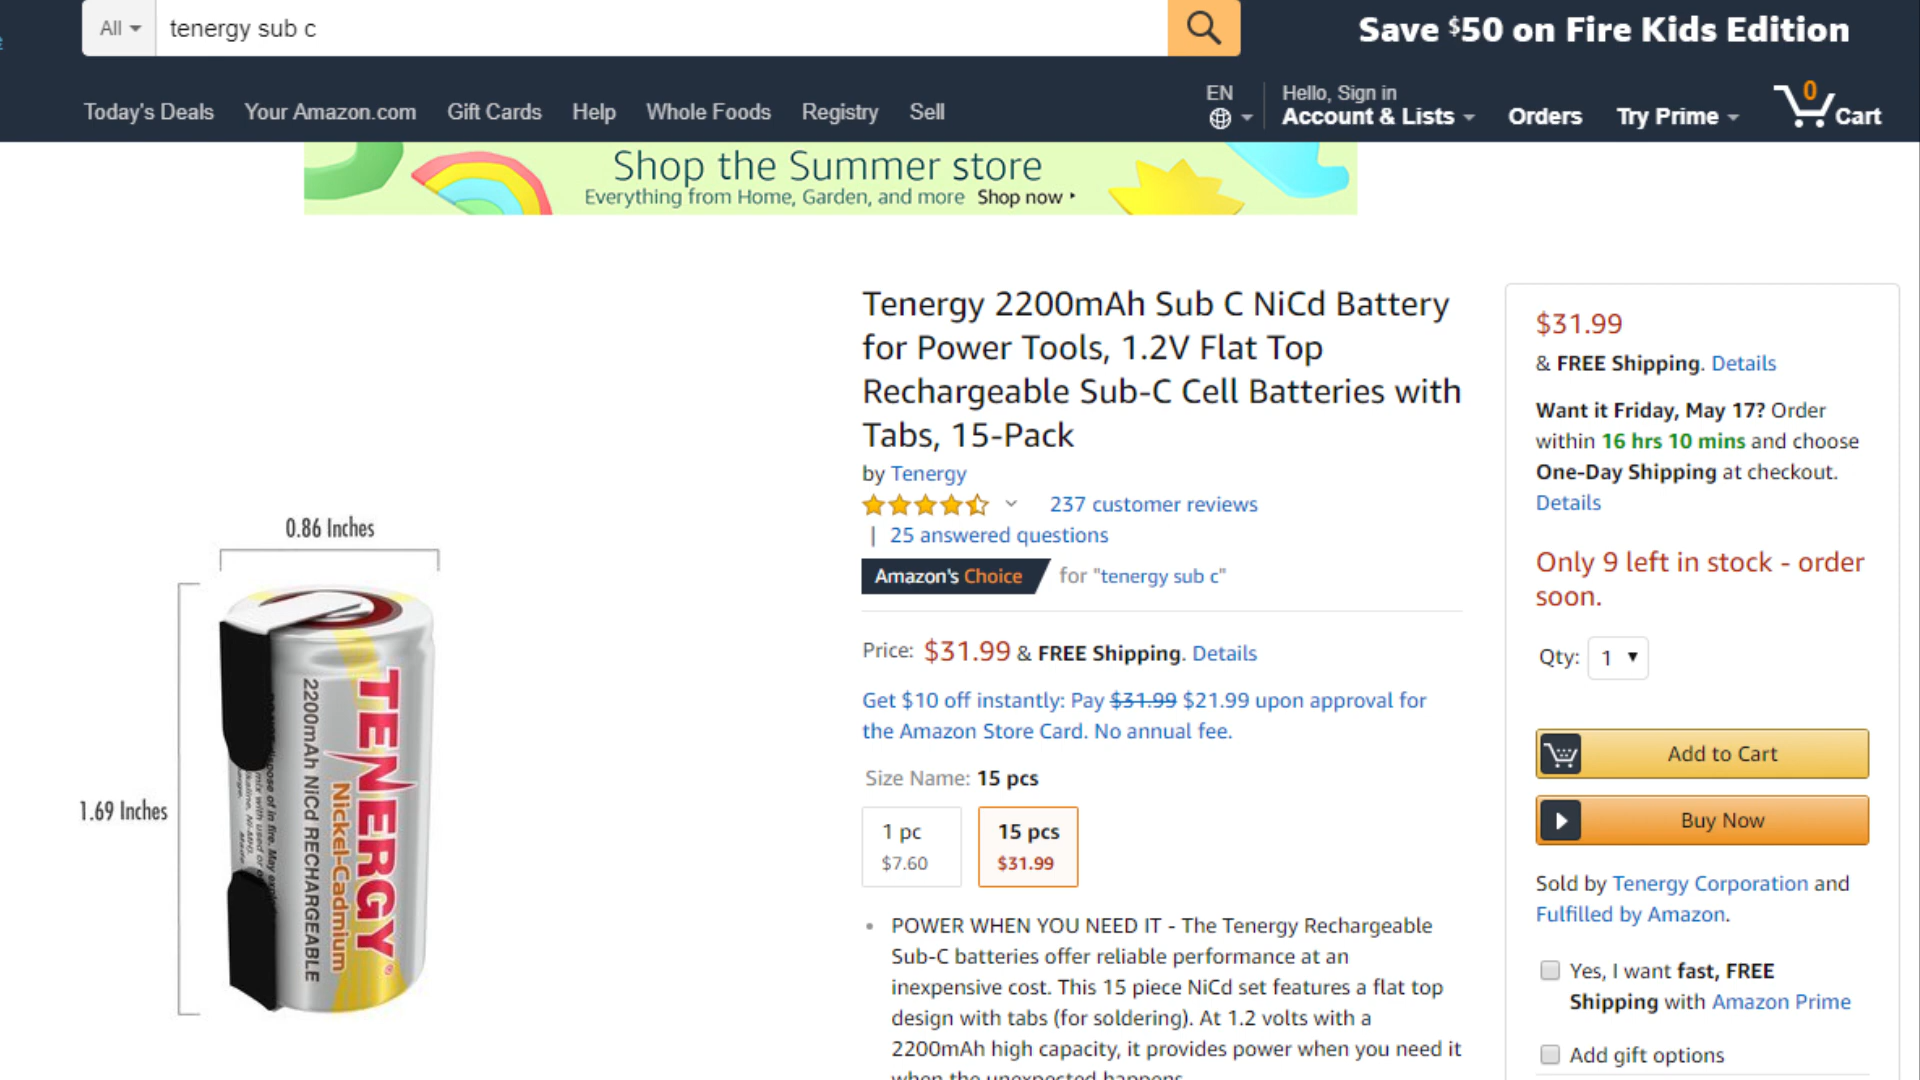 All
tenergy sub c
Save $50 on Fire Kids Edition
Today's Deals
Your Amazon.com
Gift Cards
Help
Whole Foods
Registry
Sell
EN
Hello, Sign in
Account & Lists
Orders
Try Prime
0
Cart
Shop the Summer store
Everything from Home, Garden, and more Shop now
0.86 Inches
1.69 Inches
TENERGY®
Nickel-Cadmium
2200mAh NiCd RECHARGEABLE
Tenergy 2200mAh Sub C NiCd Battery
for Power Tools, 1.2V Flat Top
Rechargeable Sub-C Cell Batteries with
Tabs, 15-Pack
by Tenergy
237 customer reviews
| 25 answered questions
Amazon's Choice for "tenergy sub c"
Price: $31.99 & FREE Shipping. Details
Get $10 off instantly: Pay $31.99 $21.99 upon approval for
the Amazon Store Card. No annual fee.
Size Name: 15 pcs
1 pc
$7.60
15 pcs
$31.99
• POWER WHEN YOU NEED IT - The Tenergy Rechargeable
Sub-C batteries offer reliable performance at an
inexpensive cost. This 15 piece NiCd set features a flat top
design with tabs (for soldering). At 1.2 volts with a
2200mAh high capacity, it provides power when you need it
when the unexpected happens.
$31.99
& FREE Shipping. Details
Want it Friday, May 17? Order
within 16 hrs 10 mins and choose
One-Day Shipping at checkout.
Details
Only 9 left in stock - order
soon.
Qty: 1
Add to Cart
Buy Now
Sold by Tenergy Corporation and
Fulfilled by Amazon.
Yes, I want fast, FREE
Shipping with Amazon Prime
Add gift options